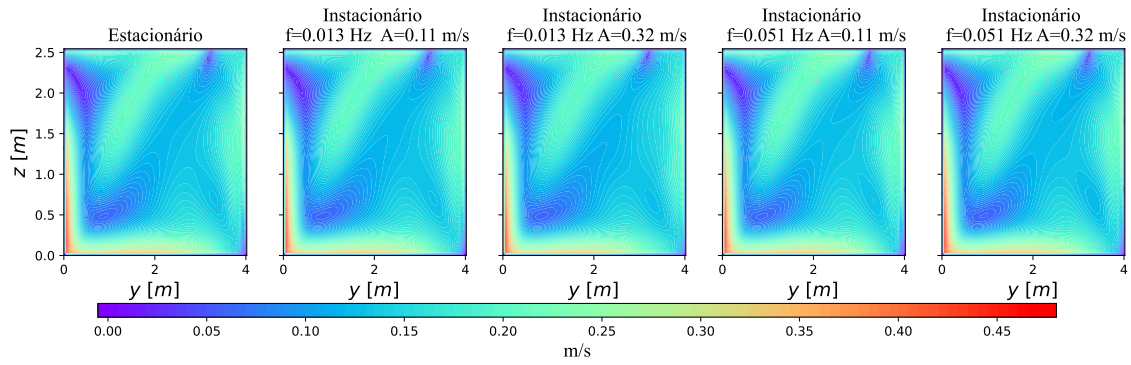 Estacionário
Instacionário
f=0.013 Hz  A=0.11 m/s
Instacionário
f=0.013 Hz A=0.32 m/s
Instacionário
f=0.051 Hz A=0.11 m/s
Instacionário
f=0.051 Hz A=0.32 m/s
z [m]
2.5
2.0
1.5
1.0
0.5
0.0
0 2 4
0 2 4
0 2 4
0 2 4
0 2 4
y [m]
y [m]
y [m]
y [m]
y [m]
0.00 0.05 0.10 0.15 0.20 0.25 0.30 0.35 0.40 0.45
m/s